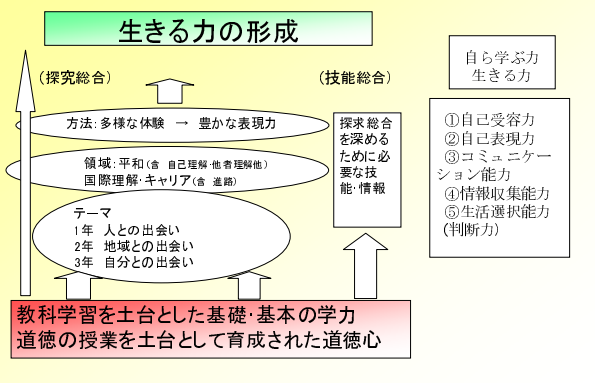 生きる力の形成
(探究総合)
(技能総合)
自ら学ぶ力
生きる力
方法:多様な体験 → 豊かな表現力
領域:平和(含 自己理解・他者理解他)
国際理解・キャリア(含 進路)
テーマ
1年 人との出会い
2年 地域との出会い
3年 自分との出会い
探求総合
を深める
ために必
要な技
能・情報
①自己受容力
②自己表現力
③コミュニケー
ション能力
④情報収集能力
⑤生活選択能力
(判断力)
教科学習を土台とした基礎・基本の学力
道徳の授業を土台として育成された道徳心